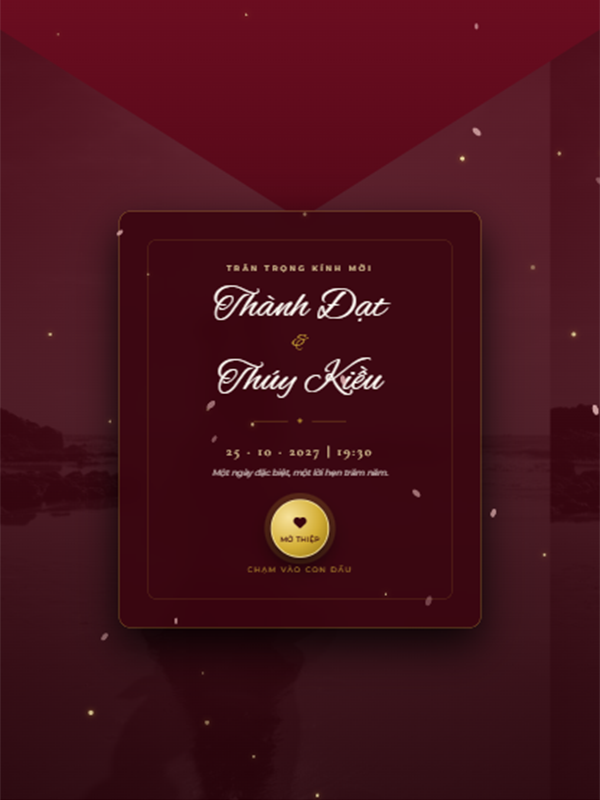 TRÂN TRỌNG KÍNH MỜI
Thành Đạt
&
Thúy Kiều
25 · 10 · 2027 | 19:30
Một ngày đặc biệt, một lời hẹn trăm năm.
MỞ THIỆP
CHẠM VÀO CON DẤU